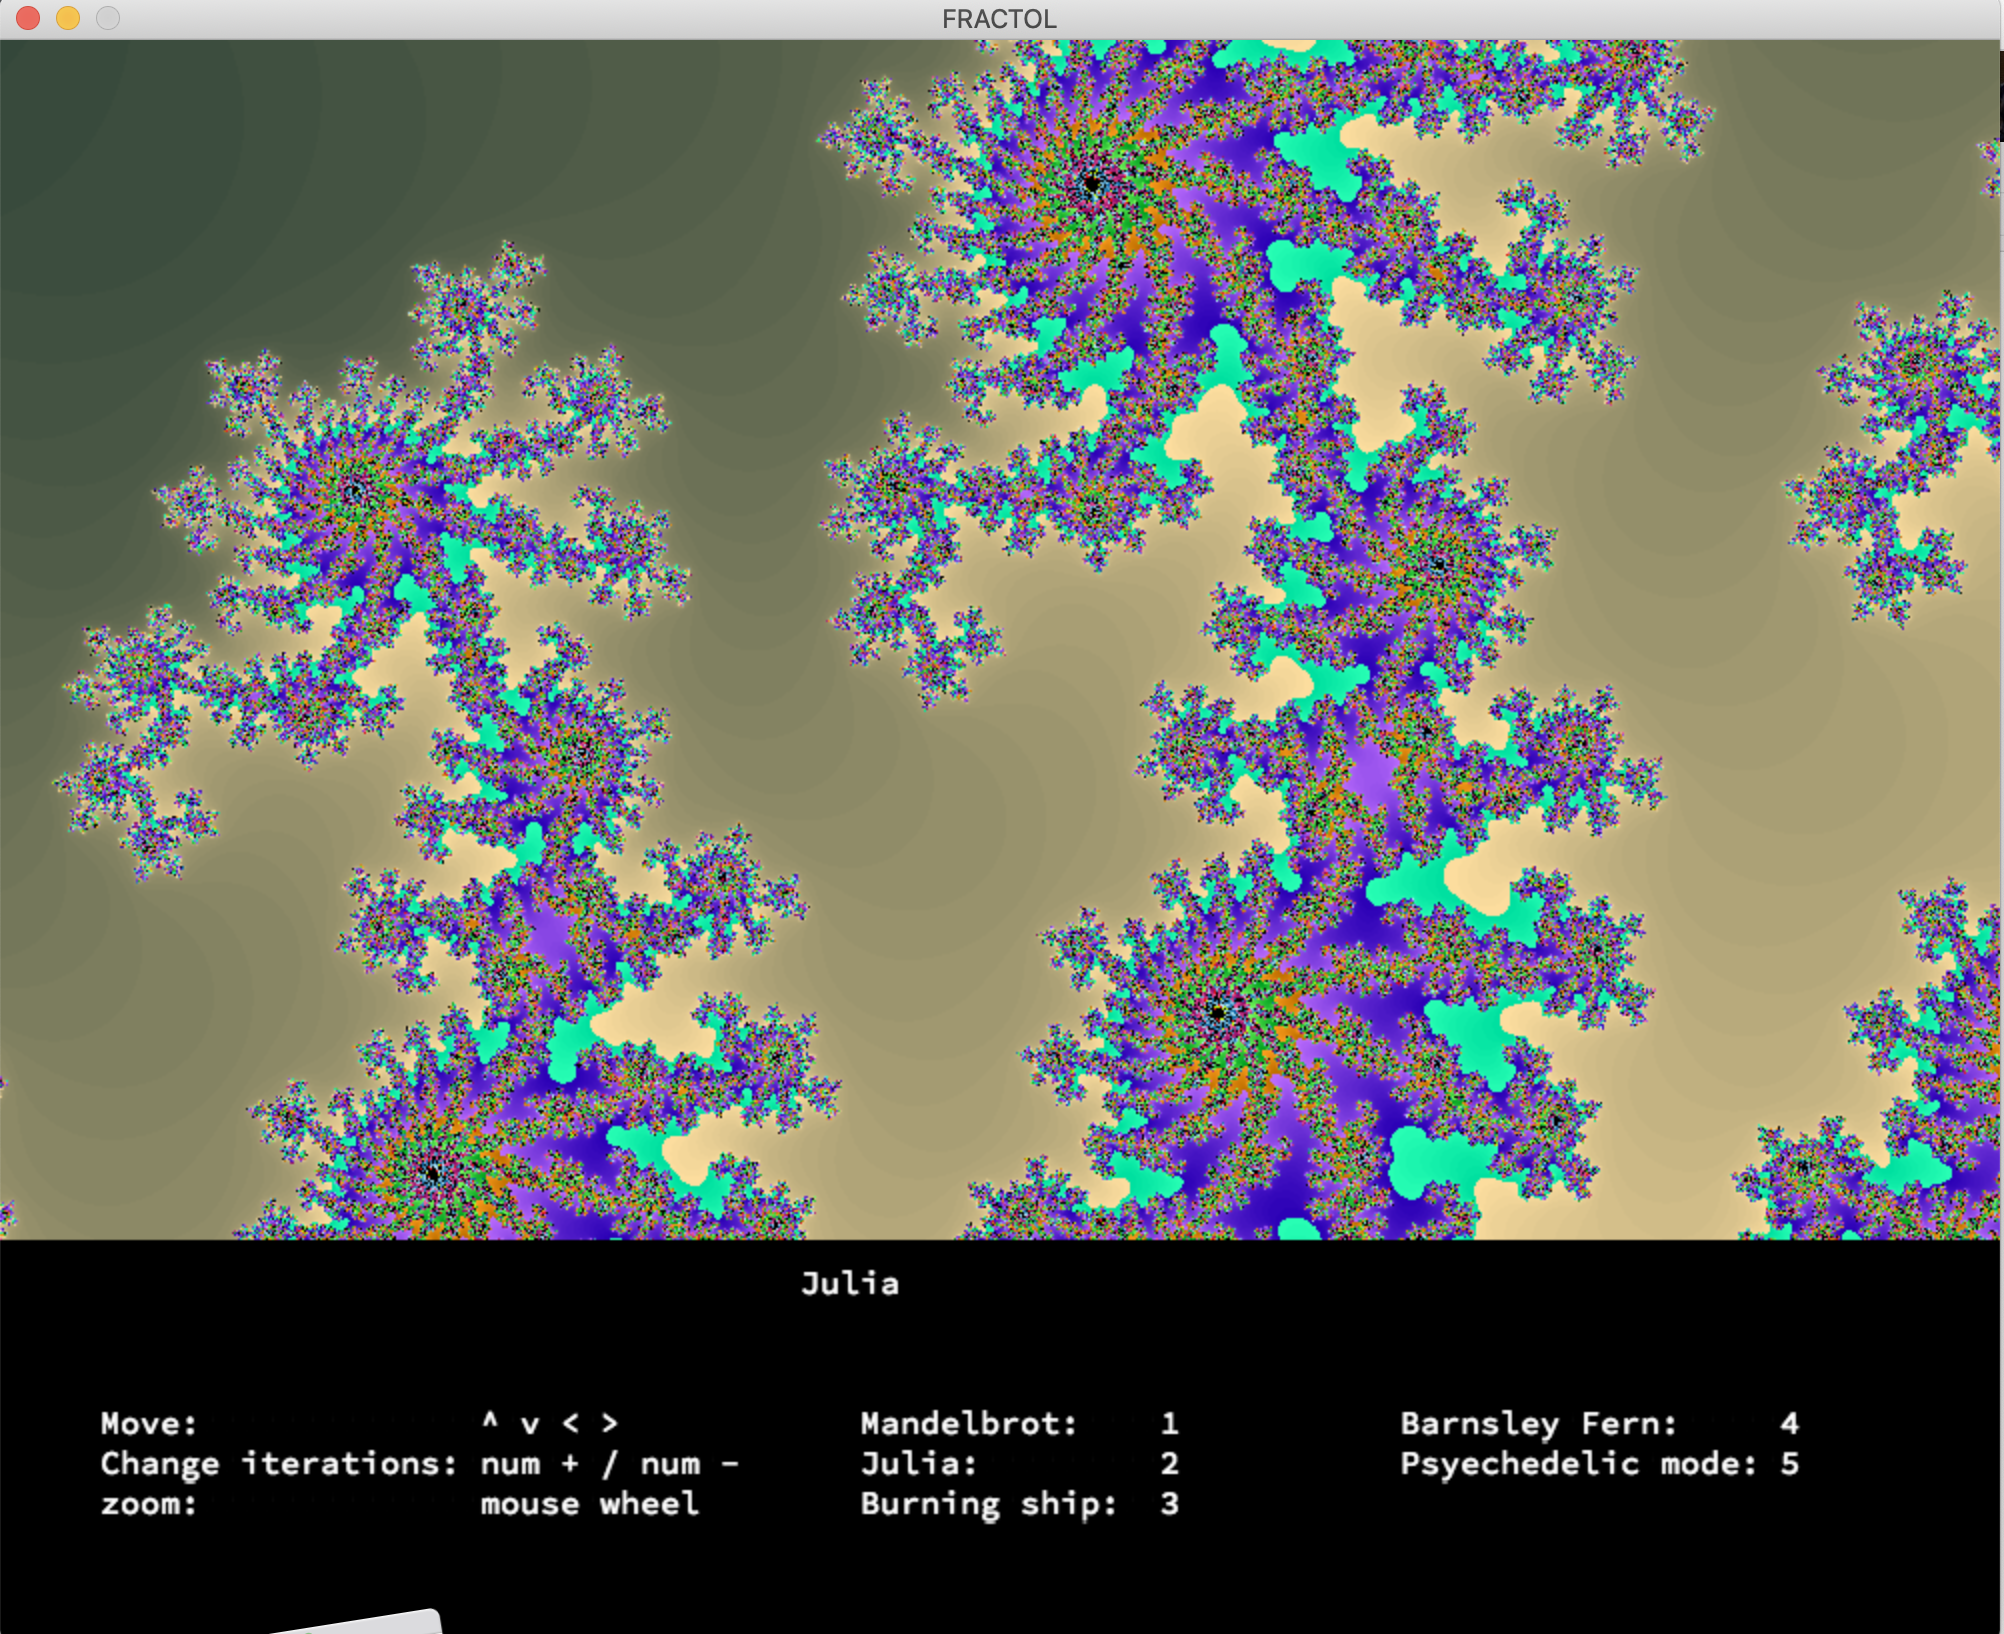 FRACTOL
Julia
Move: ^ v < > Mandelbrot: 1 Barnsley Fern: 4
Change iterations: num + / num - Julia: 2 Psyechedelic mode: 5
zoom: mouse wheel Burning ship: 3